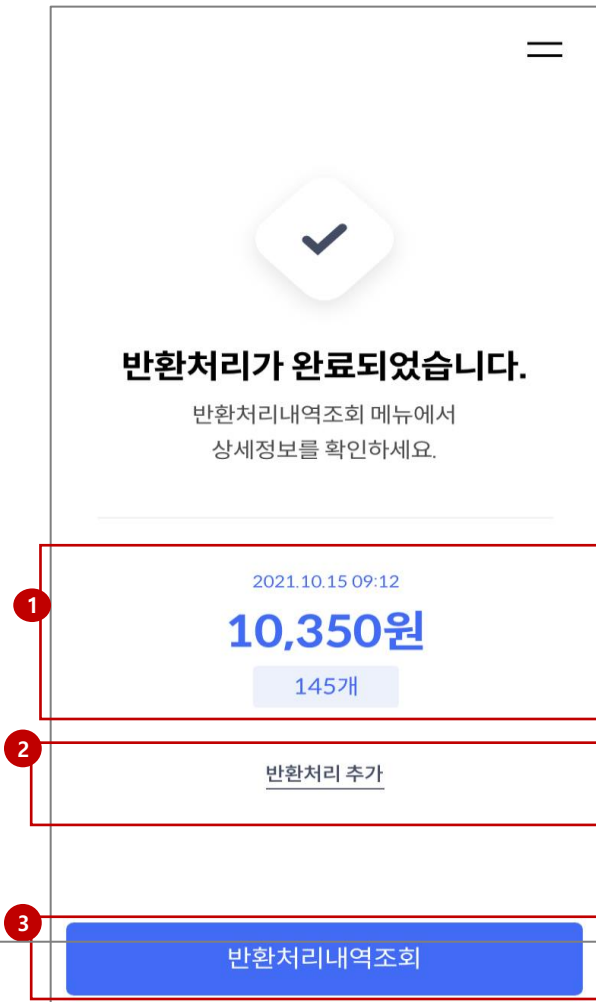 반환처리가 완료되었습니다.
반환처리내역조회 메뉴에서
상세정보를 확인하세요.
1
2021.10.15 09:12
10,350원
145개
2
반환처리 추가
3
반환처리내역조회